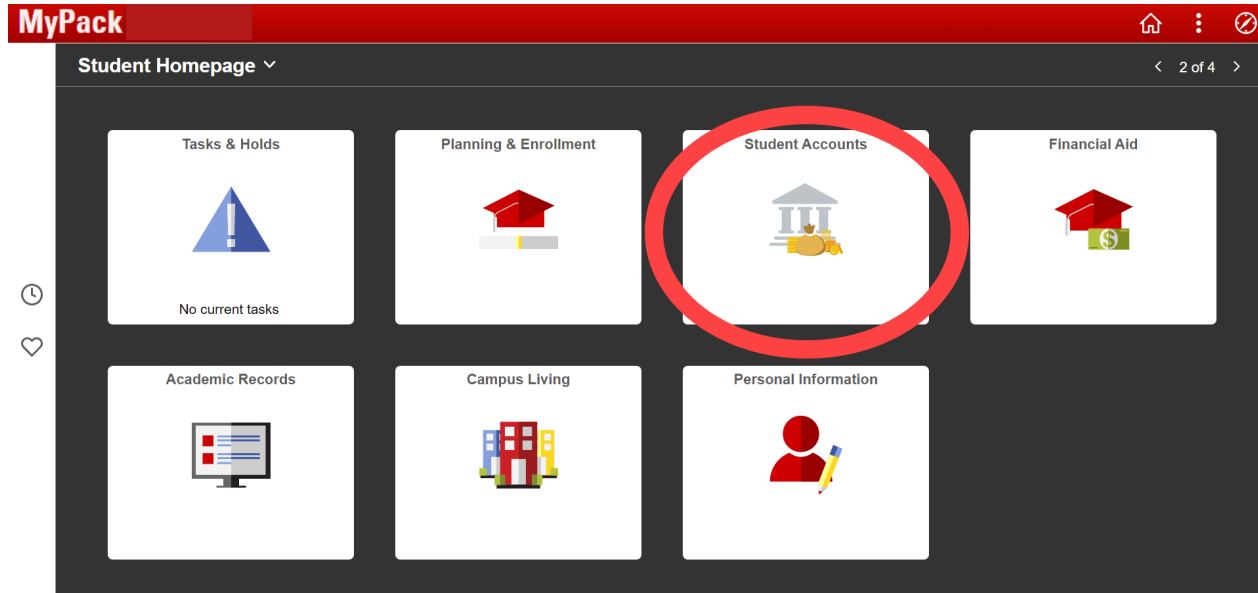 MyPack
Student Homepage
2 of 4
Tasks & Holds
Planning & Enrollment
Student Accounts
Financial Aid
$
No current tasks
Academic Records
Campus Living
Personal Information